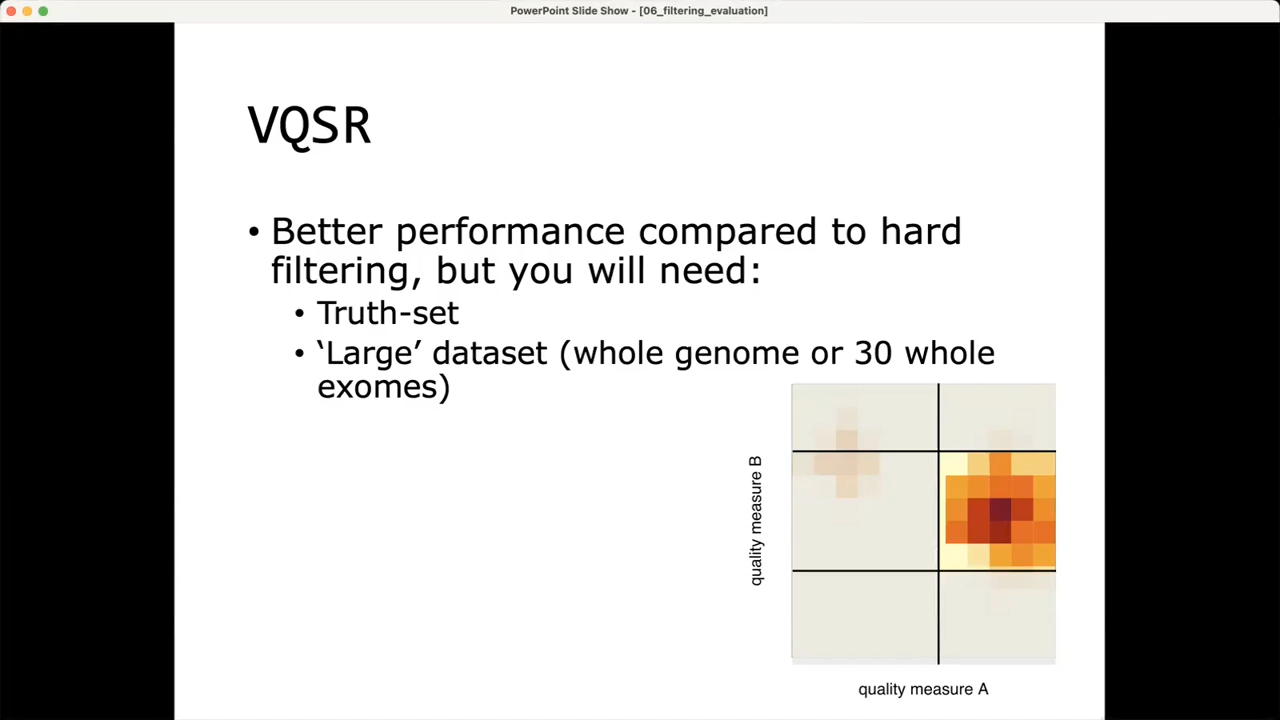 PowerPoint Slide Show - [06_filtering_evaluation]
VQSR
• Better performance compared to hard
filtering, but you will need:
• Truth-set
• ‘Large’ dataset (whole genome or 30 whole
exomes)
quality measure B
quality measure A